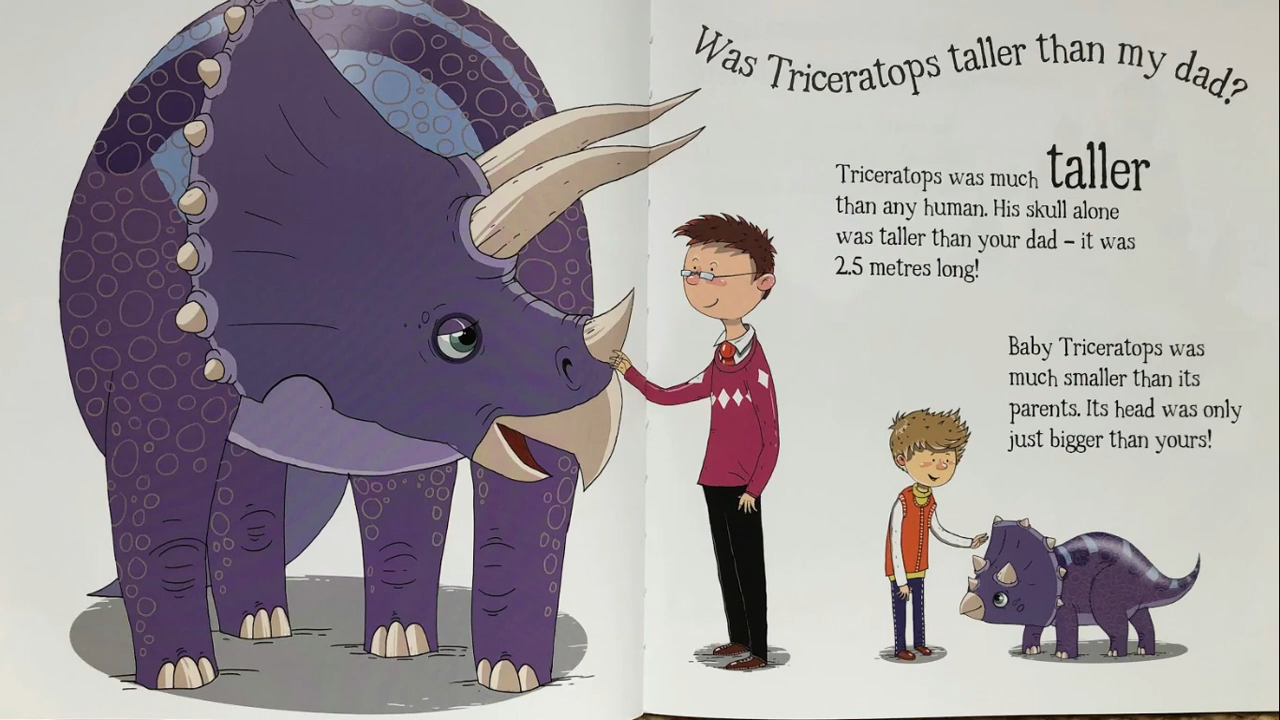 Was Triceratops taller than my dad?
Triceratops was much taller
than any human. His skull alone
was taller than your dad – it was
2.5 metres long!
Baby Triceratops was
much smaller than its
parents. Its head was only
just bigger than yours!